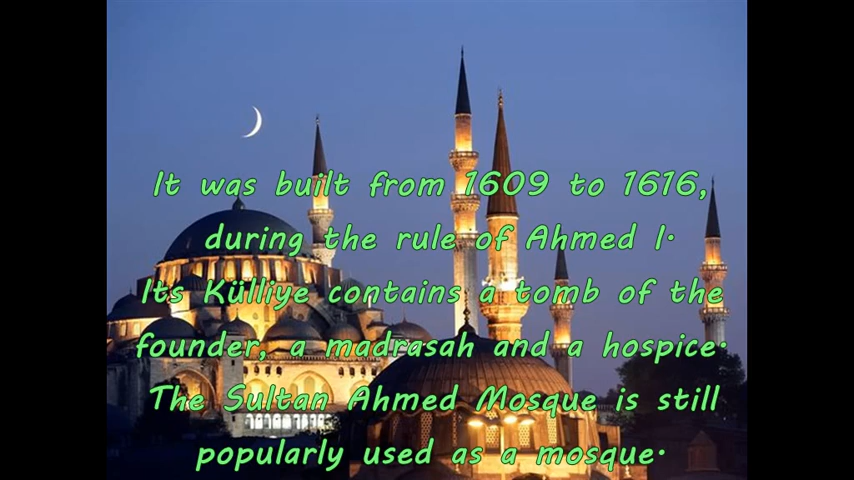 It was built from 1609 to 1616,
during the rule of Ahmed I.
Its Külliye contains a tomb of the
founder, a madrasah and a hospice.
The Sultan Ahmed Mosque is still
popularly used as a mosque.